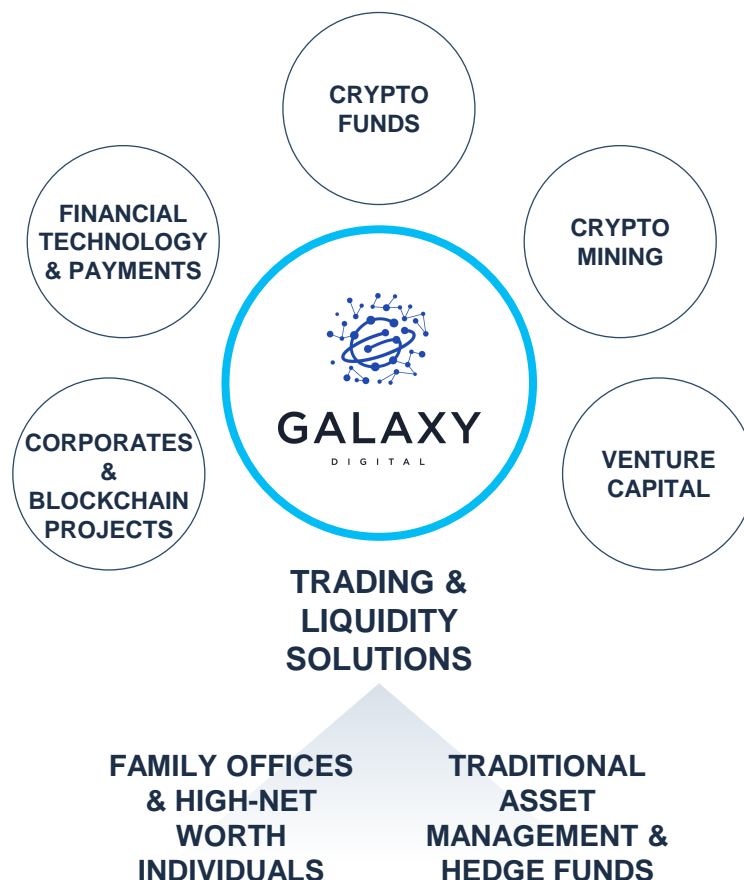 CRYPTO
FUNDS
FINANCIAL
TECHNOLOGY
& PAYMENTS
CRYPTO
MINING
GALAXY
DIGITAL
CORPORATES
&
BLOCKCHAIN
PROJECTS
VENTURE
CAPITAL
TRADING &
LIQUIDITY
SOLUTIONS
FAMILY OFFICES
& HIGH-NET
WORTH
INDIVIDUALS
TRADITIONAL
ASSET
MANAGEMENT &
HEDGE FUNDS